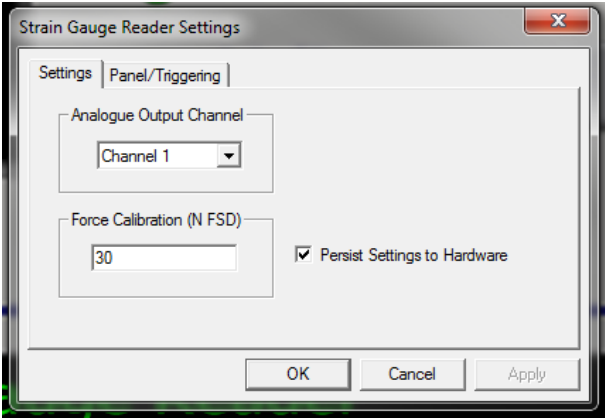 Strain Gauge Reader Settings
Settings
Panel/Triggering
Analogue Output Channel
Channel 1
Force Calibration (N FSD)
30
Persist Settings to Hardware
OK
Cancel
Apply